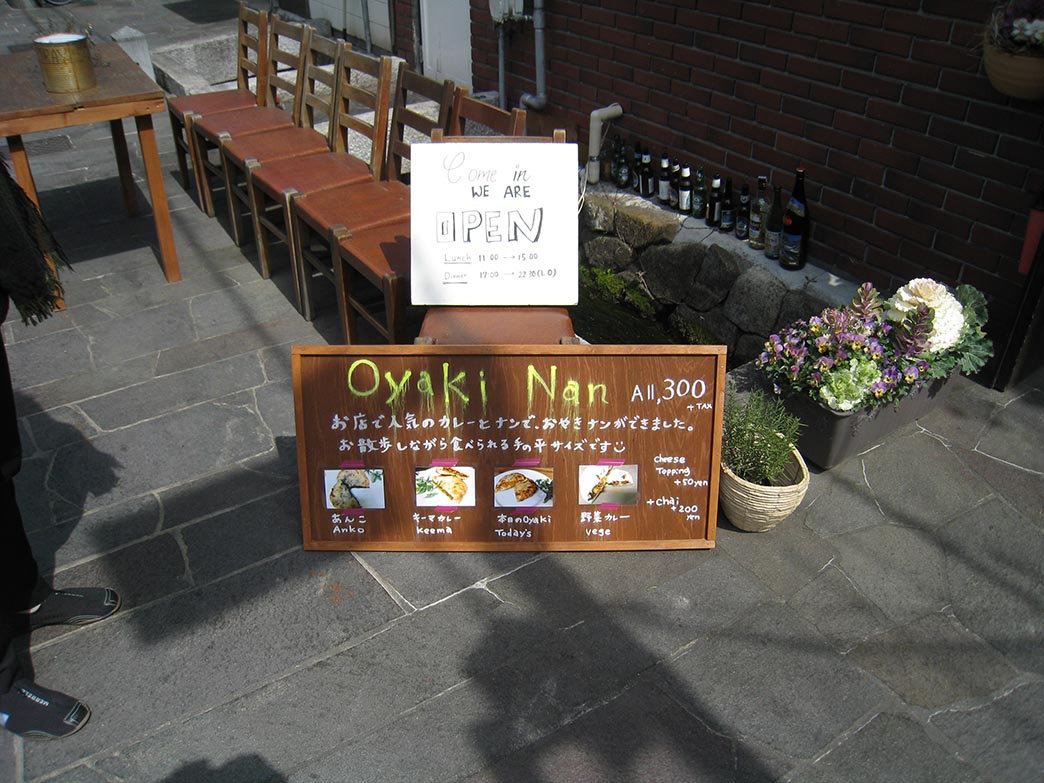 Come in
WE ARE
OPEN
Lunch 11:00 → 15:00
Dinner 17:00 → 22:30 (L.O)
Oyaki Nan All, 300
+ TAX
お店で人気のカレーとナンで、おやきナンができました。
お散歩しながら食べられる手の平サイズです
cheese
Topping
+50yen
+chai
+200
yen
あんこ
Anko
キーマカレー
Keema
本日のOyaki
Today's
野菜カレー
vege
MERRELL